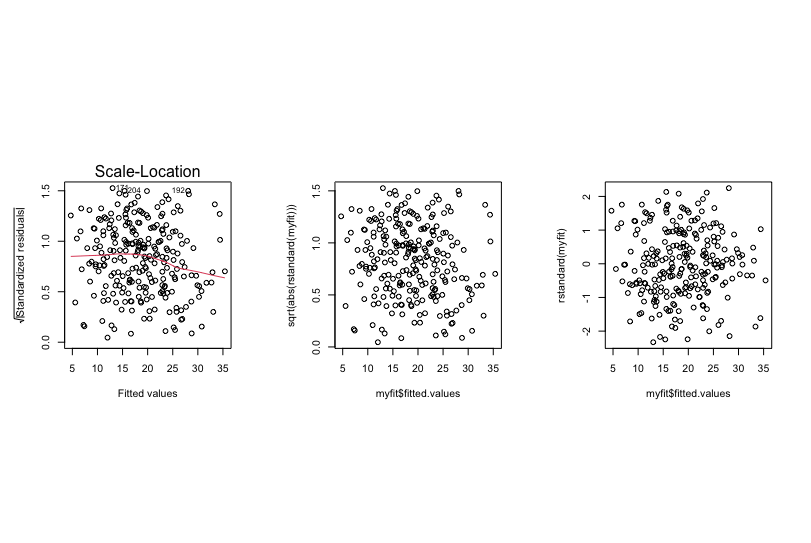 Scale-Location
204
192
√|Standardized residuals|
1.5
1.0
0.5
0.0
5 10 15 20 25 30 35
Fitted values
sqrt(abs(rstandard(myfit)))
1.5
1.0
0.5
0.0
5 10 15 20 25 30 35
myfit$fitted.values
rstandard(myfit)
2
1
0
-1
-2
5 10 15 20 25 30 35
myfit$fitted.values